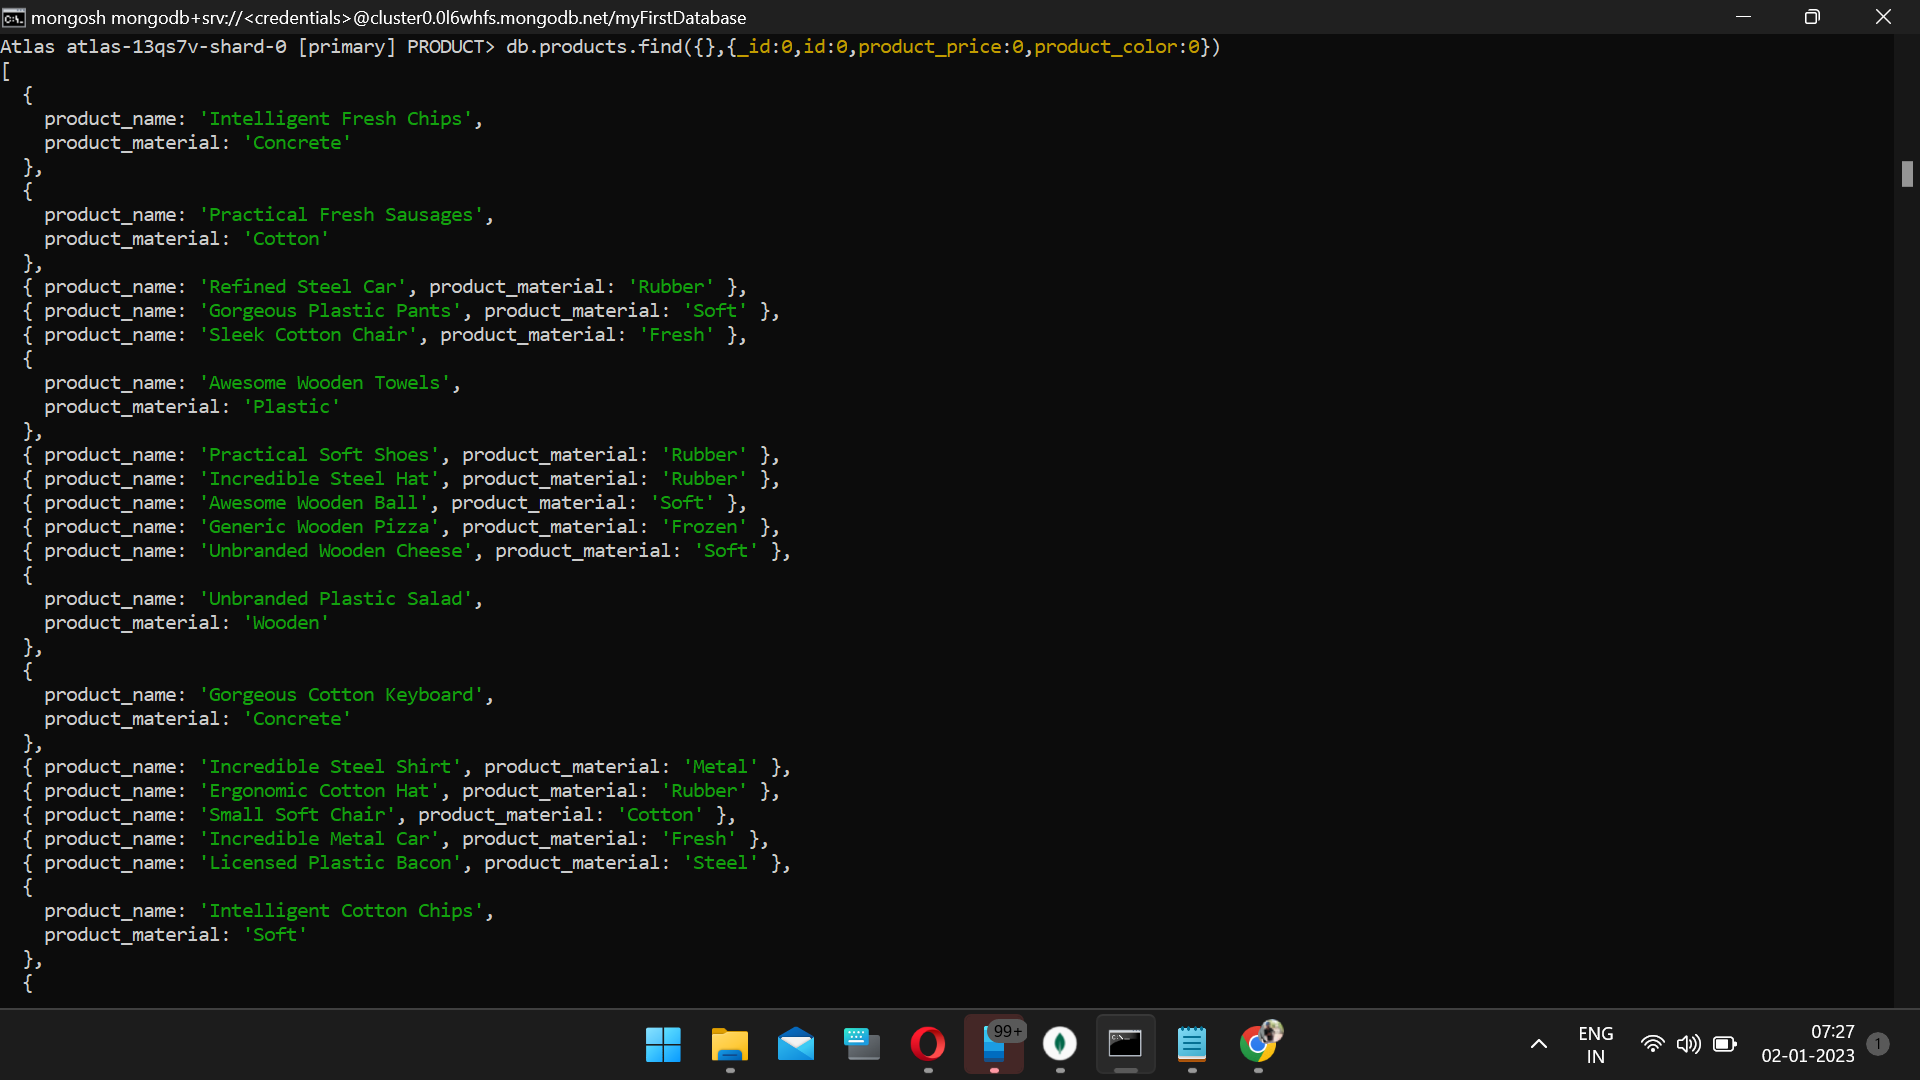 mongosh mongodb+srv://<credentials>@cluster0.0l6whfs.mongodb.net/myFirstDatabase
Atlas atlas-13qs7v-shard-0 [primary] PRODUCT> db.products.find({},{_id:0,id:0,product_price:0,product_color:0})
[
  {
    product_name: 'Intelligent Fresh Chips',
    product_material: 'Concrete'
  },
  {
    product_name: 'Practical Fresh Sausages',
    product_material: 'Cotton'
  },
  { product_name: 'Refined Steel Car', product_material: 'Rubber' },
  { product_name: 'Gorgeous Plastic Pants', product_material: 'Soft' },
  { product_name: 'Sleek Cotton Chair', product_material: 'Fresh' },
  {
    product_name: 'Awesome Wooden Towels',
    product_material: 'Plastic'
  },
  { product_name: 'Practical Soft Shoes', product_material: 'Rubber' },
  { product_name: 'Incredible Steel Hat', product_material: 'Rubber' },
  { product_name: 'Awesome Wooden Ball', product_material: 'Soft' },
  { product_name: 'Generic Wooden Pizza', product_material: 'Frozen' },
  { product_name: 'Unbranded Wooden Cheese', product_material: 'Soft' },
  {
    product_name: 'Unbranded Plastic Salad',
    product_material: 'Wooden'
  },
  {
    product_name: 'Gorgeous Cotton Keyboard',
    product_material: 'Concrete'
  },
  { product_name: 'Incredible Steel Shirt', product_material: 'Metal' },
  { product_name: 'Ergonomic Cotton Hat', product_material: 'Rubber' },
  { product_name: 'Small Soft Chair', product_material: 'Cotton' },
  { product_name: 'Incredible Metal Car', product_material: 'Fresh' },
  { product_name: 'Licensed Plastic Bacon', product_material: 'Steel' },
  {
    product_name: 'Intelligent Cotton Chips',
    product_material: 'Soft'
  },
  {
99+
ENG
IN
07:27
02-01-2023
1